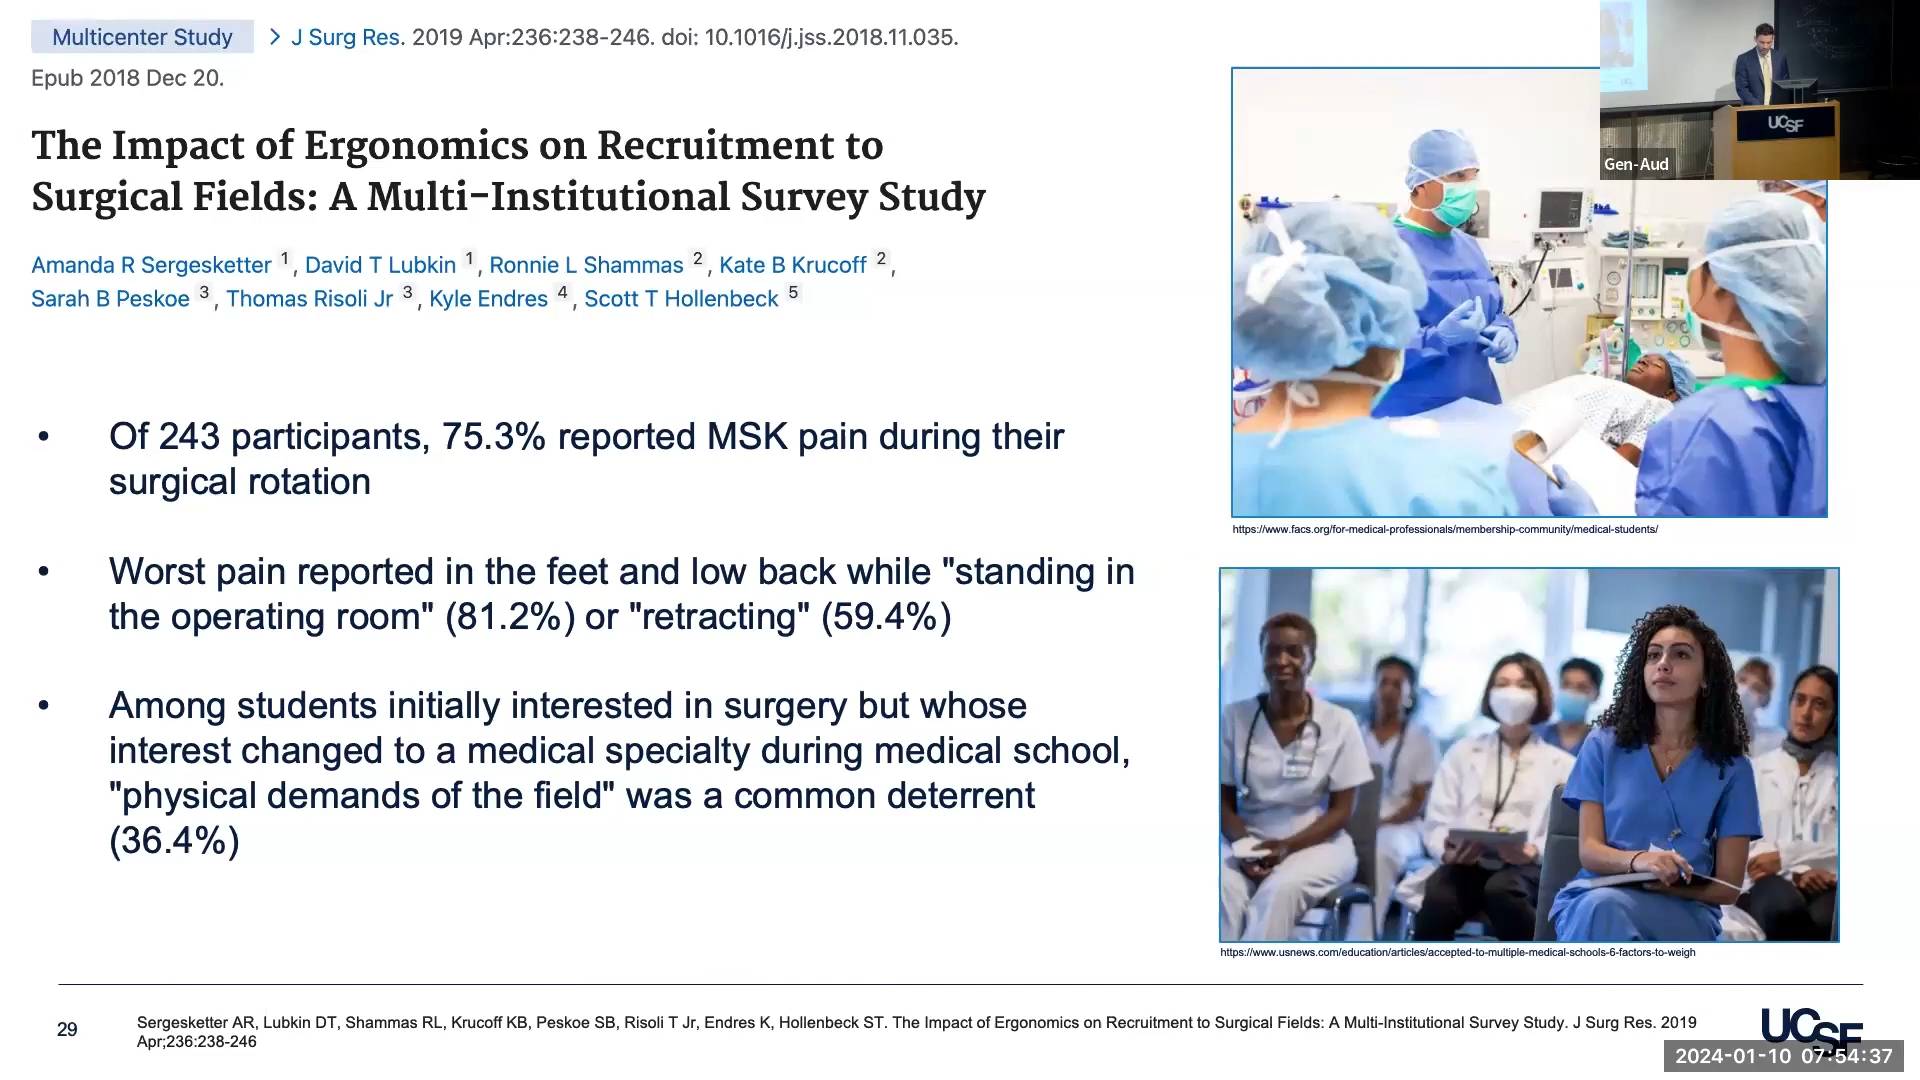 Multicenter Study > J Surg Res. 2019 Apr:236:238-246. doi: 10.1016/j.jss.2018.11.035.
Epub 2018 Dec 20.
The Impact of Ergonomics on Recruitment to
Surgical Fields: A Multi-Institutional Survey Study
Amanda R Sergesketter 1, David T Lubkin 1, Ronnie L Shammas 2, Kate B Krucoff 2,
Sarah B Peskoe 3, Thomas Risoli Jr 3, Kyle Endres 4, Scott T Hollenbeck 5
• Of 243 participants, 75.3% reported MSK pain during their
surgical rotation
• Worst pain reported in the feet and low back while "standing in
the operating room" (81.2%) or "retracting" (59.4%)
• Among students initially interested in surgery but whose
interest changed to a medical specialty during medical school,
"physical demands of the field" was a common deterrent
(36.4%)
UCSF
Gen-Aud
https://www.facs.org/for-medical-professionals/membership-community/medical-students/
https://www.usnews.com/education/articles/accepted-to-multiple-medical-schools-6-factors-to-weigh
29
Sergesketter AR, Lubkin DT, Shammas RL, Krucoff KB, Peskoe SB, Risoli T Jr, Endres K, Hollenbeck ST. The Impact of Ergonomics on Recruitment to Surgical Fields: A Multi-Institutional Survey Study. J Surg Res. 2019
Apr;236:238-246
UCSF
2024-01-10 07:54:37